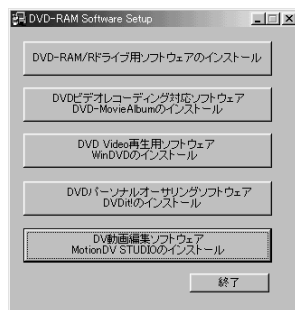 DVD-RAM Software Setup
DVD-RAM/Rドライブ用ソフトウェアのインストール
DVDビデオレコーディング対応ソフトウェア
DVD-MovieAlbumのインストール
DVD Video再生用ソフトウェア
WinDVDのインストール
DVDパーソナルオーサリングソフトウェア
DVDit!のインストール
DV動画編集ソフトウェア
MotionDV STUDIOのインストール
終了